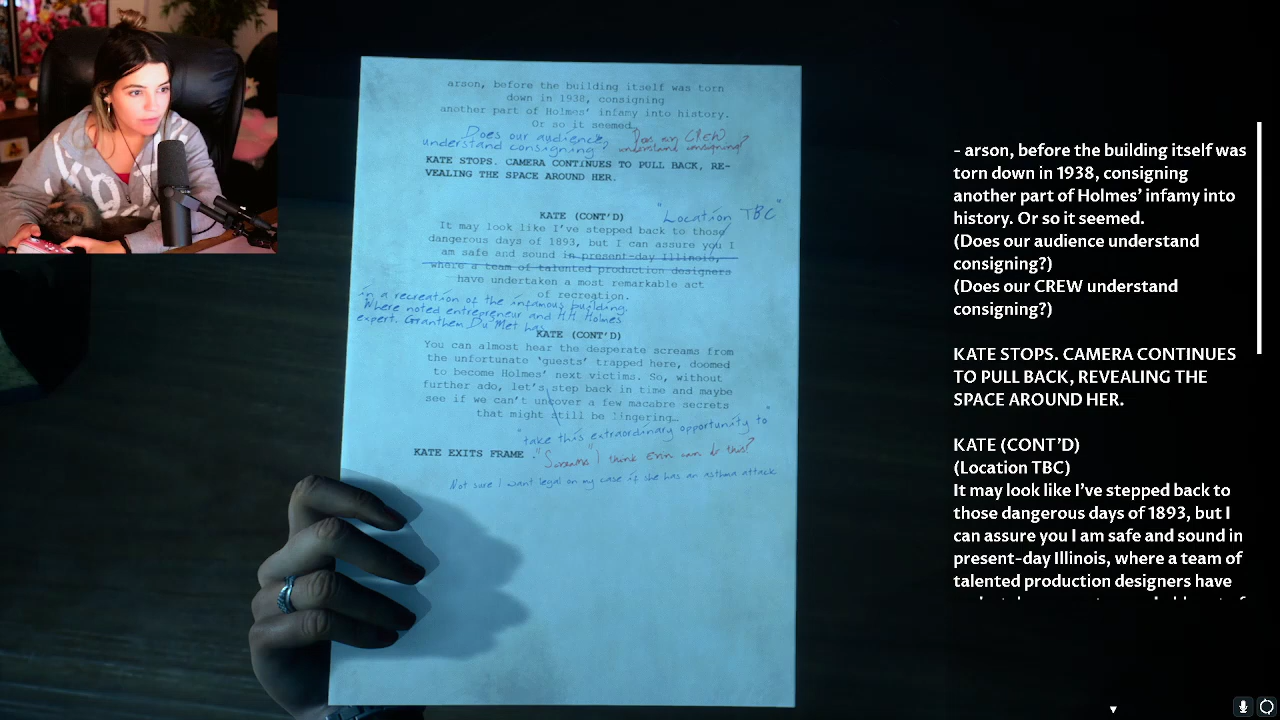 arson, before the building itself was torn
down in 1938, consigning
another part of Holmes' infamy into history.
Or so it seemed.
Does our audience
understand consigning?
Does our CREW
understand consigning?
KATE STOPS. CAMERA CONTINUES TO PULL BACK, RE-
VEALING THE SPACE AROUND HER.
KATE (CONT'D)
"Location TBC"
It may look like I've stepped back to those
dangerous days of 1893, but I can assure you I
am safe and sound in present-day Illinois,
where a team of talented production designers
have undertaken a most remarkable act
of recreation.
in a recreation of the infamous building.
Where noted entrepreneur and HH Holmes
expert. Granthem Du'Met has
KATE (CONT'D)
You can almost hear the desperate screams from
the unfortunate 'guests' trapped here, doomed
to become Holmes' next victims. So, without
further ado, let's step back in time and maybe
see if we can't uncover a few macabre secrets
that might still be lingering…
"take this extraordinary opportunity to"
KATE EXITS FRAME.
"Screams" I think Erin can do this?
Not sure I want legal on my case if she has an asthma attack
- arson, before the building itself was
torn down in 1938, consigning
another part of Holmes' infamy into
history. Or so it seemed.
(Does our audience understand
consigning?)
(Does our CREW understand
consigning?)
KATE STOPS. CAMERA CONTINUES
TO PULL BACK, REVEALING THE
SPACE AROUND HER.
KATE (CONT'D)
(Location TBC)
It may look like I've stepped back to
those dangerous days of 1893, but I
can assure you I am safe and sound in
present-day Illinois, where a team of
talented production designers have